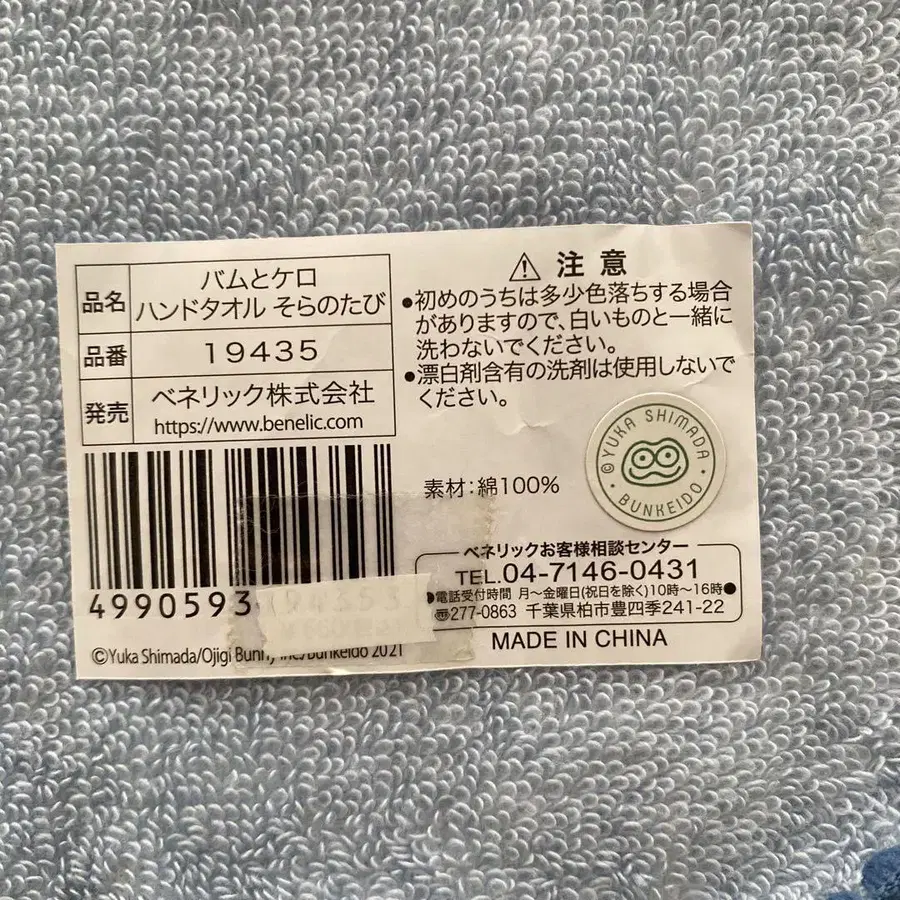 品名
バムとケロ
ハンドタオル そらのたび
品番
19435
発売
ベネリック株式会社
https://www.benelic.com
4990593 194353
©Yuka Shimada/Ojigi Bunny Inc./Bunkeido 2021
⚠ 注意
●初めのうちは多少色落ちする場合
がありますので、白いものと一緒に
洗わないでください。
●漂白剤含有の洗剤は使用しないで
ください。
素材:綿100%
©YUKA SHIMADA
・BUNKEIDO・
ベネリックお客様相談センター
TEL.04-7146-0431
●電話受付時間 月〜金曜日(祝日を除く)10時〜16時●
〠277-0863 千葉県柏市豊四季241-22
MADE IN CHINA